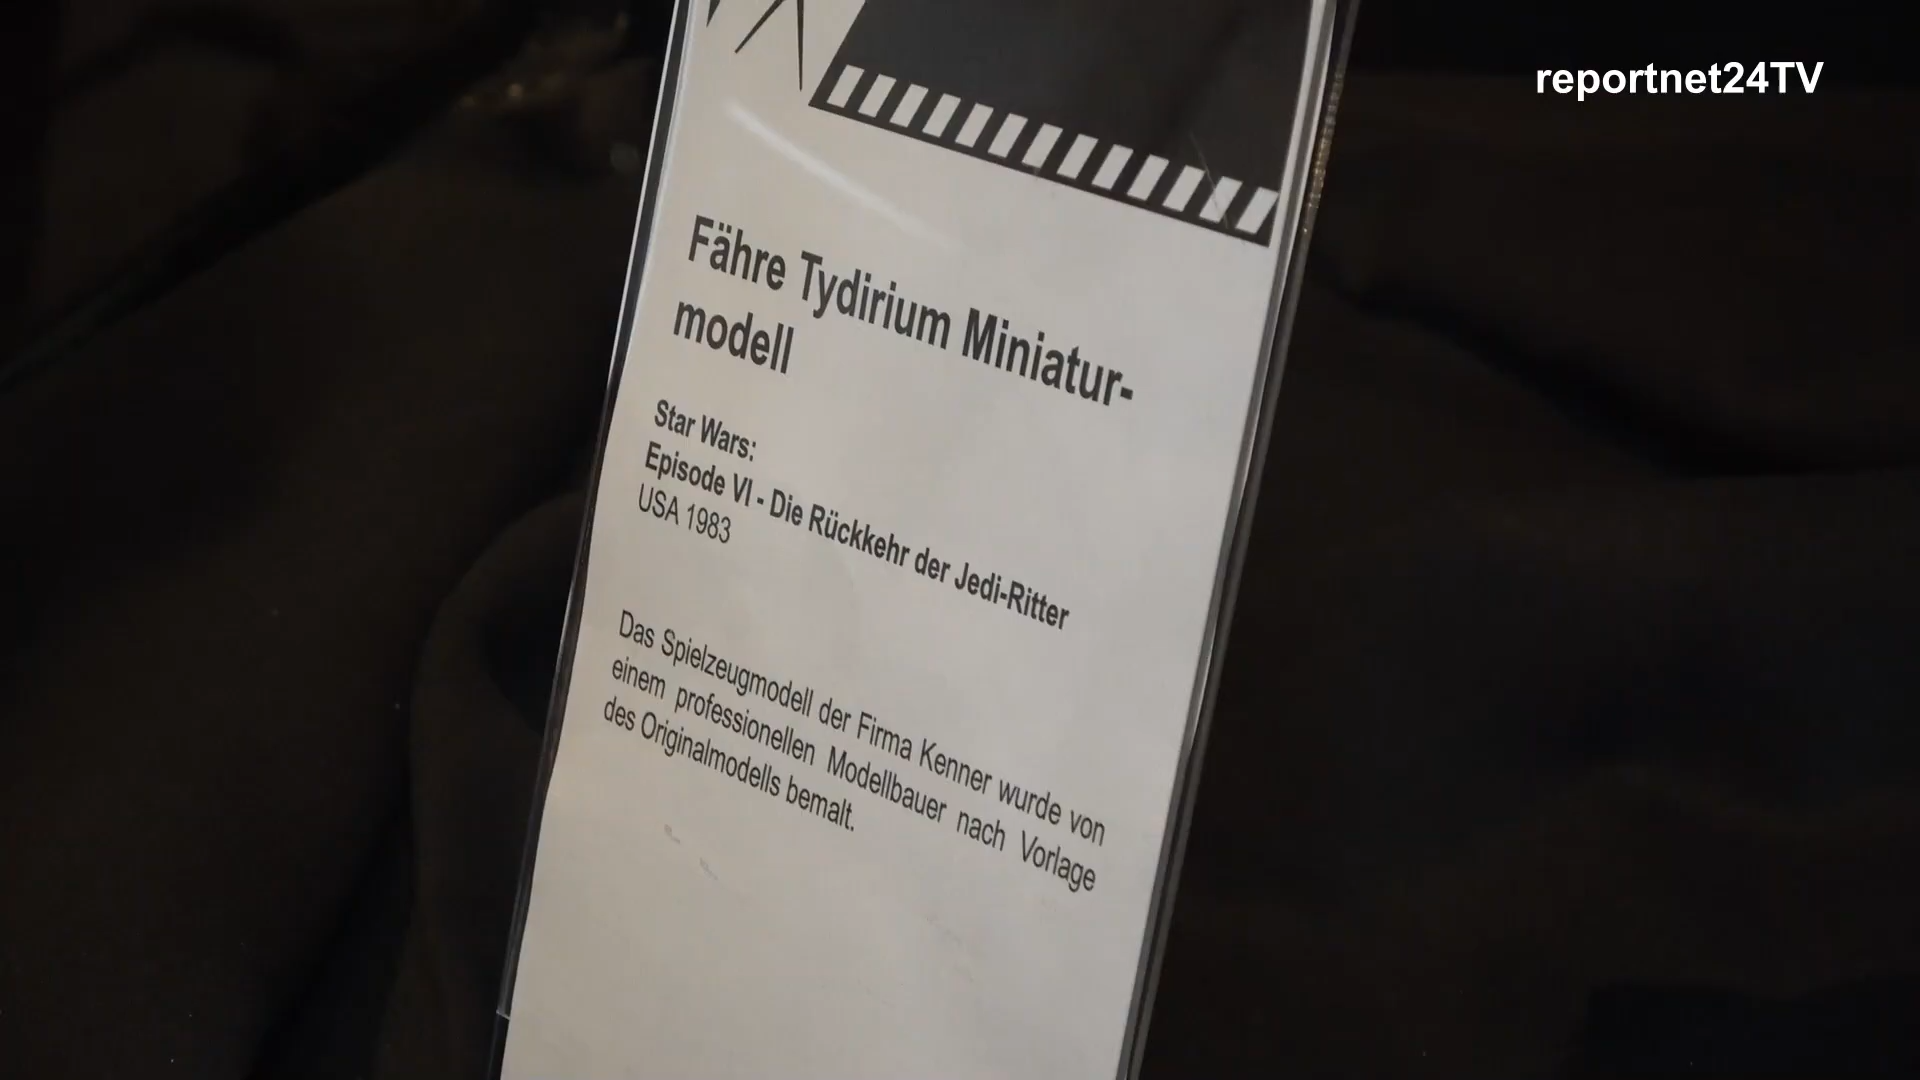 reportnet24TV
Fähre Tydirium Miniatur-
modell
Star Wars:
Episode VI - Die Rückkehr der Jedi-Ritter
USA 1983
Das Spielzeugmodell der Firma Kenner wurde von
einem professionellen Modellbauer nach Vorlage
des Originalmodells bemalt.